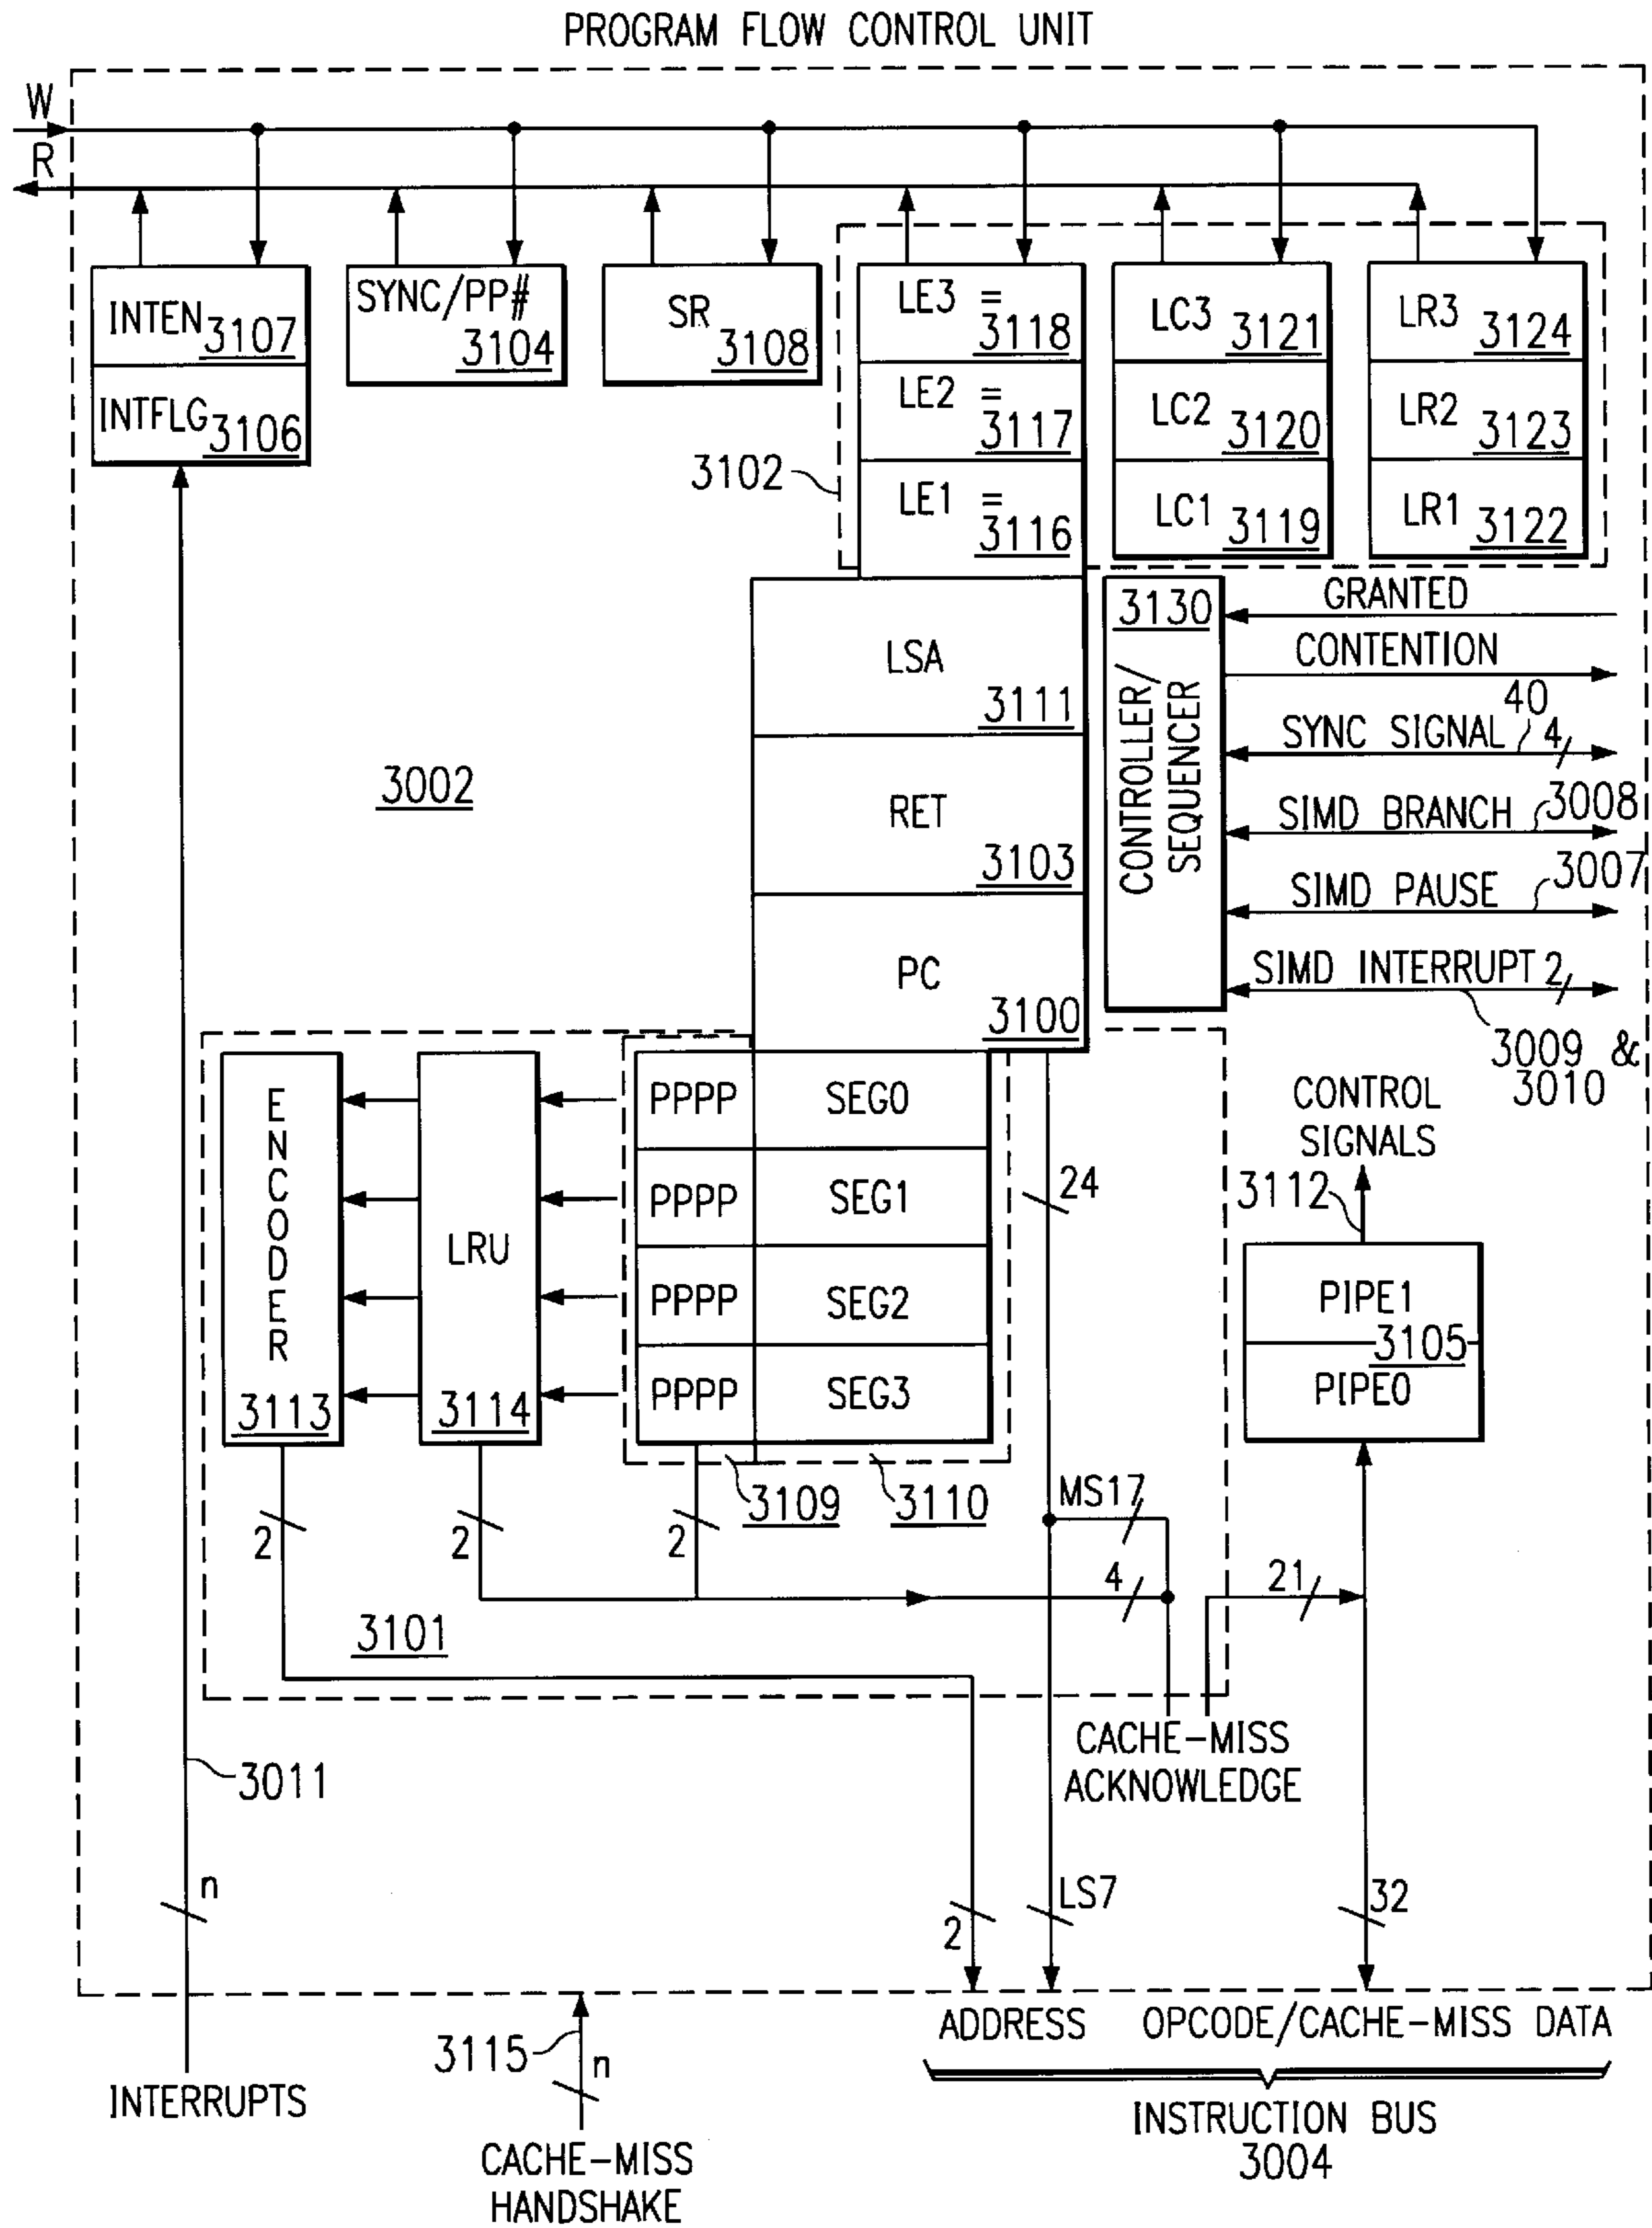 PROGRAM FLOW CONTROL UNIT
W
R
INTEN 3107
INTFLG 3106
SYNC/PP#
3104
SR 3108
LE3 =
3118
LE2 =
3117
LE1 =
3116
LC3 3121
LC2 3120
LC1 3119
LR3 3124
LR2 3123
LR1 3122
3102
LSA
3111
RET
3103
PC
3100
3130
CONTROLLER/
SEQUENCER
GRANTED
CONTENTION
40
SYNC SIGNAL 4
SIMD BRANCH 3008
SIMD PAUSE 3007
SIMD INTERRUPT 2
3009 &
3010
3002
ENCODER
3113
LRU
3114
PPPP SEG0
PPPP SEG1
PPPP SEG2
PPPP SEG3
3109
3110
24
CONTROL
SIGNALS
3112
PIPE1
3105
PIPE0
MS17
2
2
2
4
21
3101
CACHE-MISS
ACKNOWLEDGE
3011
n
2
LS7
32
ADDRESS
OPCODE/CACHE-MISS DATA
3115
n
INTERRUPTS
CACHE-MISS
HANDSHAKE
INSTRUCTION BUS
3004